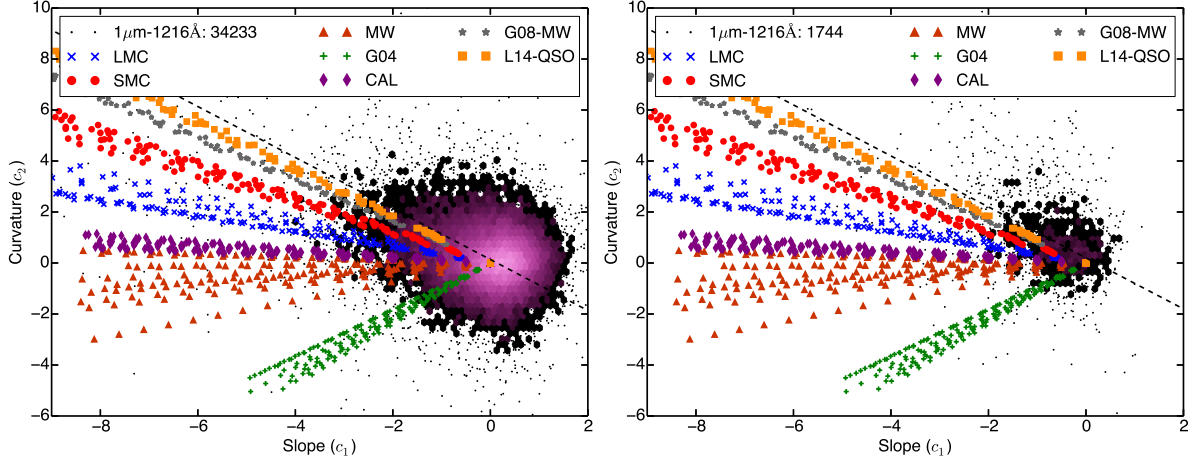 1μm-1216Å: 34233
LMC
SMC
MW
G04
CAL
G08-MW
L14-QSO
Curvature (c₂)
8
6
4
2
0
−2
−4
−6
−8
−6
−4
−2
0
2
Slope (c₁)
1μm-1216Å: 1744
LMC
SMC
MW
G04
CAL
G08-MW
L14-QSO
Curvature (c₂)
10
8
6
4
2
0
−2
−4
−6
−8
−6
−4
−2
0
2
Slope (c₁)